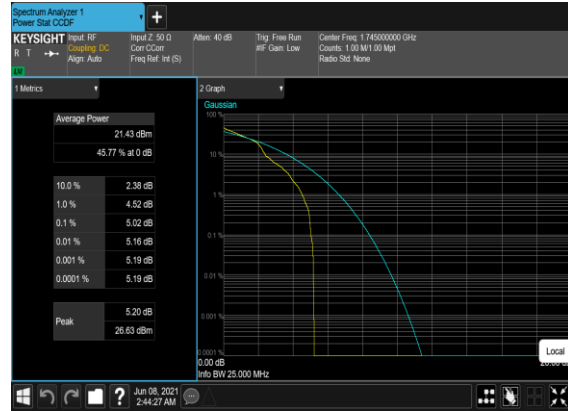 Spectrum Analyzer 1
Power Stat CCDF
KEYSIGHT
R T
LM
Input: RF
Coupling: DC
Align: Auto
Input Z: 50 Ω
Corr CCorr
Freq Ref: Int (S)
Atten: 40 dB
Trig: Free Run
#IF Gain: Low
Center Freq: 1.745000000 GHz
Counts: 1.00 M/1.00 Mpt
Radio Std: None
1 Metrics
Average Power
21.43 dBm
45.77 % at 0 dB
10.0 % 2.38 dB
1.0 % 4.52 dB
0.1 % 5.02 dB
0.01 % 5.16 dB
0.001 % 5.19 dB
0.0001 % 5.19 dB
Peak
5.20 dB
26.63 dBm
2 Graph
Gaussian
100 %
10 %
1 %
0.1 %
0.01 %
0.001 %
0.0001 %
0.00 dB
Info BW 25.000 MHz
Local
Jun 08, 2021
2:44:27 AM